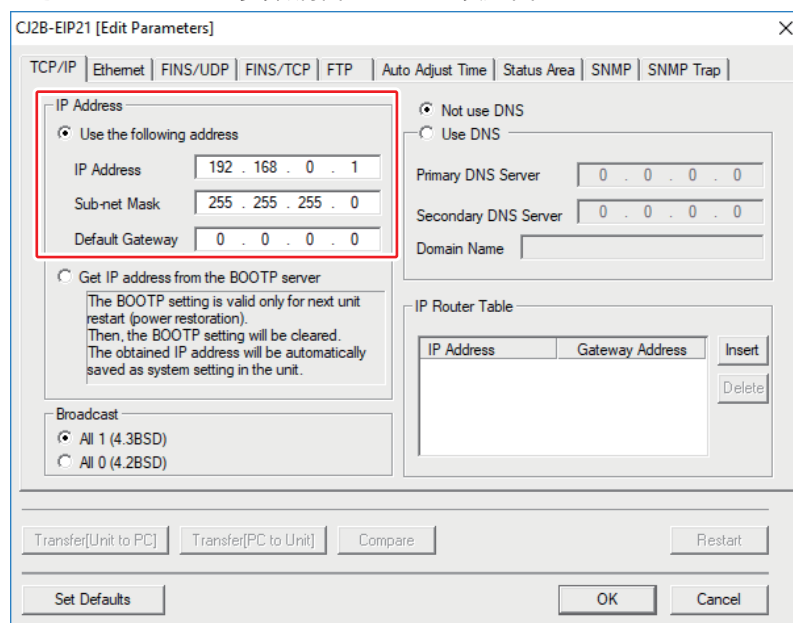 CJ2B-EIP21 [Edit Parameters]
TCP/IP Ethernet FINS/UDP FINS/TCP FTP Auto Adjust Time Status Area SNMP SNMP Trap
IP Address
Use the following address
IP Address 192 . 168 . 0 . 1
Sub-net Mask 255 . 255 . 255 . 0
Default Gateway 0 . 0 . 0 . 0
Get IP address from the BOOTP server
The BOOTP setting is valid only for next unit
restart (power restoration).
Then, the BOOTP setting will be cleared.
The obtained IP address will be automatically
saved as system setting in the unit.
Broadcast
All 1 (4.3BSD)
All 0 (4.2BSD)
Not use DNS
Use DNS
Primary DNS Server 0 . 0 . 0 . 0
Secondary DNS Server 0 . 0 . 0 . 0
Domain Name
IP Router Table
IP Address Gateway Address
Insert
Delete
Transfer[Unit to PC] Transfer[PC to Unit] Compare Restart
Set Defaults OK Cancel